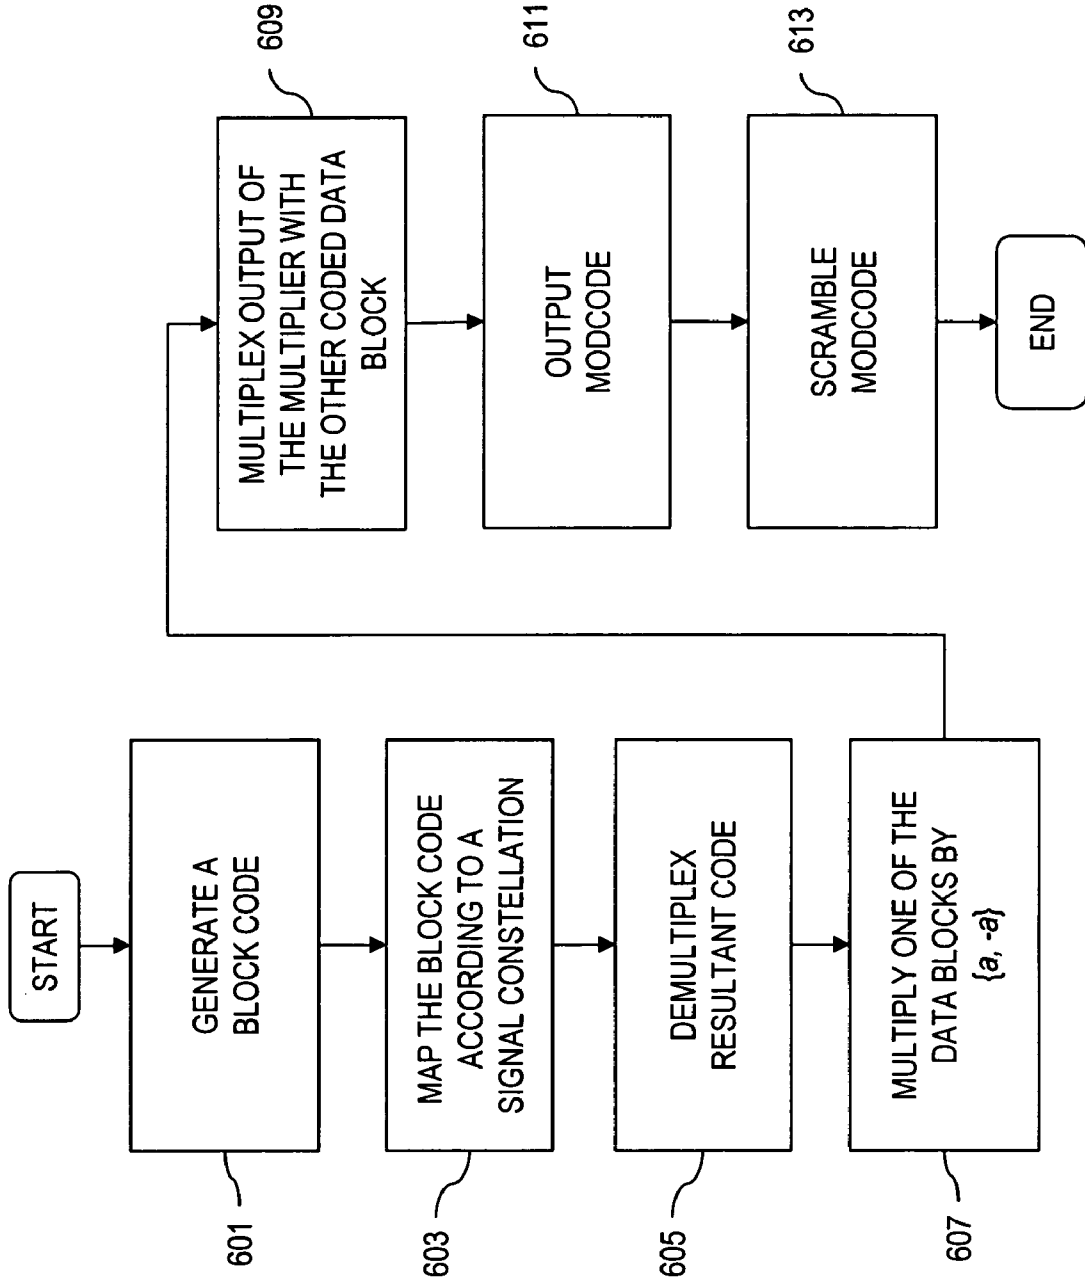 START
GENERATE A
BLOCK CODE
601
MAP THE BLOCK CODE
ACCORDING TO A
SIGNAL CONSTELLATION
603
DEMULTIPLEX
RESULTANT CODE
605
MULTIPLY ONE OF THE
DATA BLOCKS BY
{a, -a}
607
MULTIPLEX OUTPUT OF
THE MULTIPLIER WITH
THE OTHER CODED DATA
BLOCK
609
OUTPUT
MODCODE
611
SCRAMBLE
MODCODE
613
END